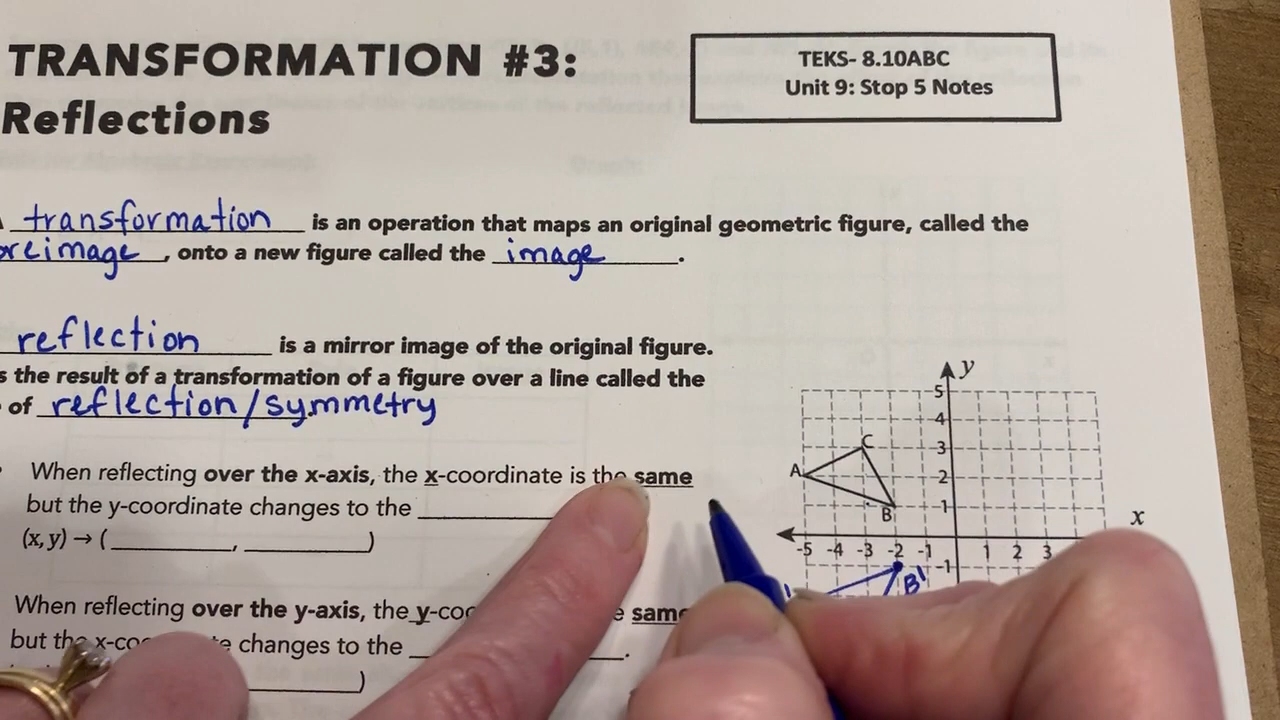 TRANSFORMATION #3:
Reflections
TEKS- 8.10ABC
Unit 9: Stop 5 Notes
transformation is an operation that maps an original geometric figure, called the
preimage, onto a new figure called the image.
reflection is a mirror image of the original figure.
the result of a transformation of a figure over a line called the
of reflection/symmetry
When reflecting over the x-axis, the x-coordinate is the same
but the y-coordinate changes to the
(x, y) → ( , )
When reflecting over the y-axis, the same
but the changes to the .
)
y
5
4
3
2
1
-1
C
A
B
x
-5 -4 -3 -2 -1 1 2 3
B'